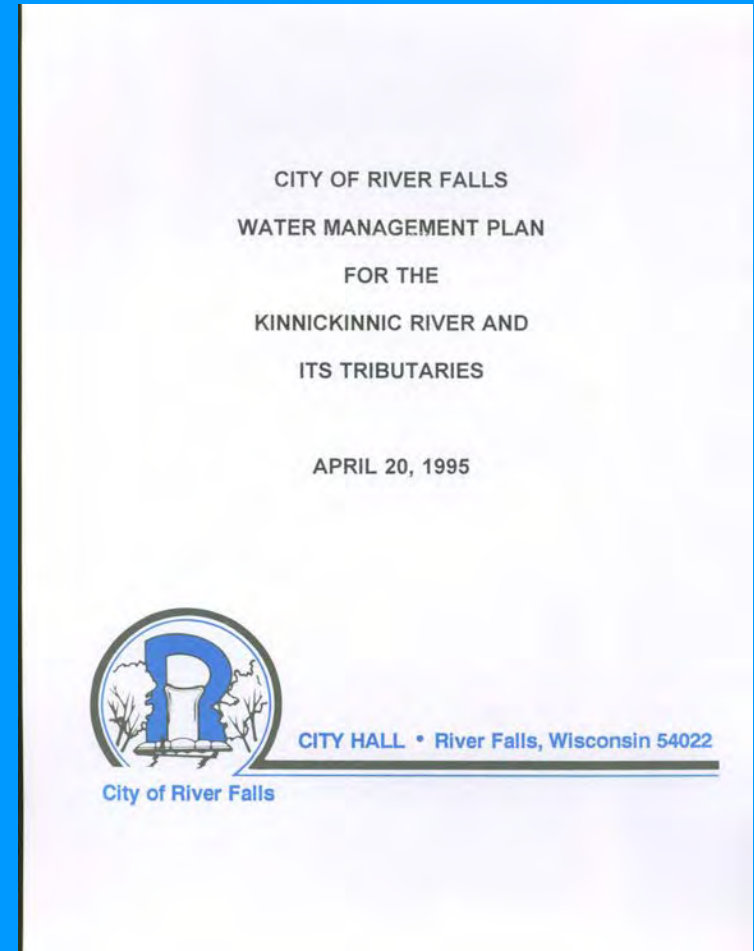 CITY OF RIVER FALLS
WATER MANAGEMENT PLAN
FOR THE
KINNICKINNIC RIVER AND
ITS TRIBUTARIES
APRIL 20, 1995
CITY HALL • River Falls, Wisconsin 54022
City of River Falls